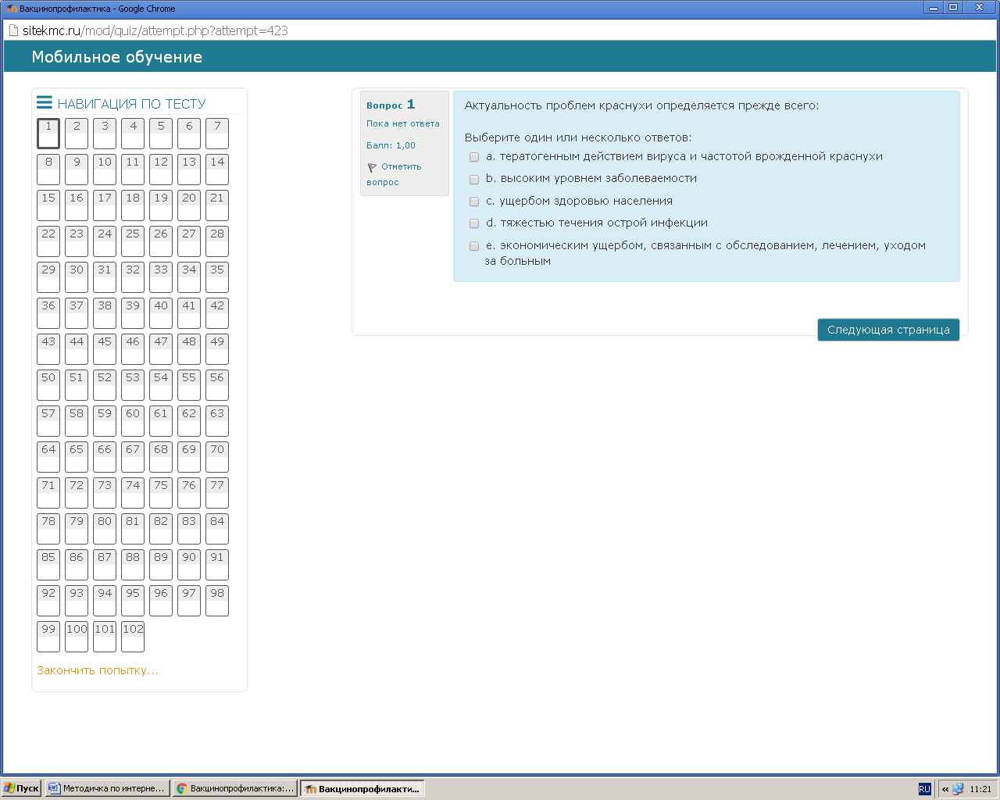 Вакцинопрофилактика - Google Chrome
sitekmc.ru/mod/quiz/attempt.php?attempt=423
Мобильное обучение
НАВИГАЦИЯ ПО ТЕСТУ
1 2 3 4 5 6 7
8 9 10 11 12 13 14
15 16 17 18 19 20 21
22 23 24 25 26 27 28
29 30 31 32 33 34 35
36 37 38 39 40 41 42
43 44 45 46 47 48 49
50 51 52 53 54 55 56
57 58 59 60 61 62 63
64 65 66 67 68 69 70
71 72 73 74 75 76 77
78 79 80 81 82 83 84
85 86 87 88 89 90 91
92 93 94 95 96 97 98
99 100 101 102
Закончить попытку...
Вопрос 1
Пока нет ответа
Балл: 1,00
Отметить
вопрос
Актуальность проблем краснухи определяется прежде всего:
Выберите один или несколько ответов:
a. тератогенным действием вируса и частотой врожденной краснухи
b. высоким уровнем заболеваемости
c. ущербом здоровью населения
d. тяжестью течения острой инфекции
e. экономическим ущербом, связанным с обследованием, лечением, уходом
за больным
Следующая страница
Пуск
Методичка по интерне...
Вакцинопрофилактика:...
Вакцинопрофилакти...
RU
«
11:21